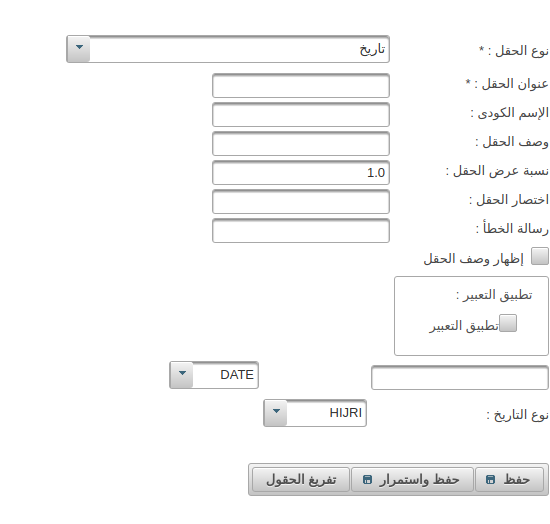 نوع الحقل : * تاريخ
عنوان الحقل : *
الإسم الكودى :
وصف الحقل :
نسبة عرض الحقل : 1.0
اختصار الحقل :
رسالة الخطأ :
إظهار وصف الحقل
تطبيق التعبير :
تطبيق التعبير
DATE
نوع التاريخ : HIJRI
حفظ حفظ واستمرار تفريغ الحقول